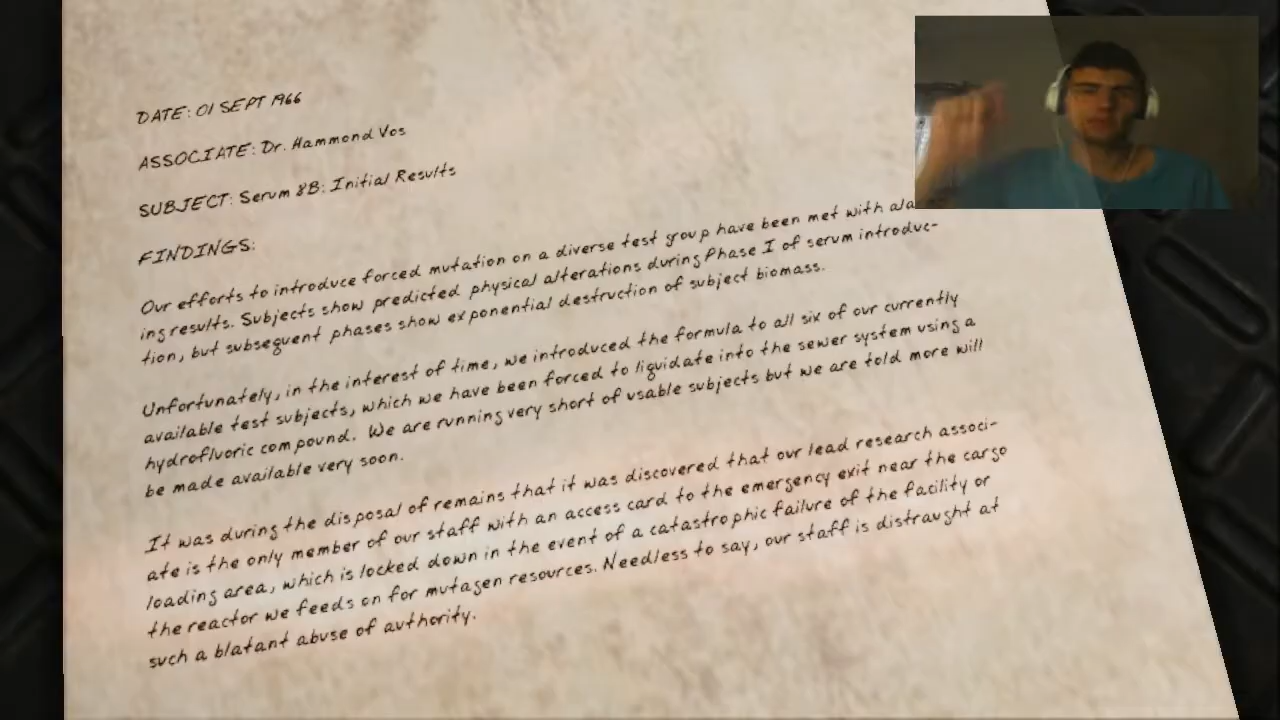 DATE: 01 SEPT 1966
ASSOCIATE: Dr. Hammond Vos
SUBJECT: Serum 8B: Initial Results
FINDINGS:
Our efforts to introduce forced mutation on a diverse test group have been met with
ing results. Subjects show predicted physical alterations during Phase I of serum introduc-
tion, but subsequent phases show exponential destruction of subject biomass.
Unfortunately, in the interest of time, we introduced the formula to all six of our currently
available test subjects, which we have been forced to liquidate into the sewer system using a
hydrofluoric compound. We are running very short of usable subjects but we are told more will
be made available very soon.
It was during the disposal of remains that it was discovered that our lead research associ-
ate is the only member of our staff with an access card to the emergency exit near the cargo
loading area, which is locked down in the event of a catastrophic failure of the facility or
the reactor we feeds on for mutagen resources. Needless to say, our staff is distraught at
such a blatant abuse of authority.